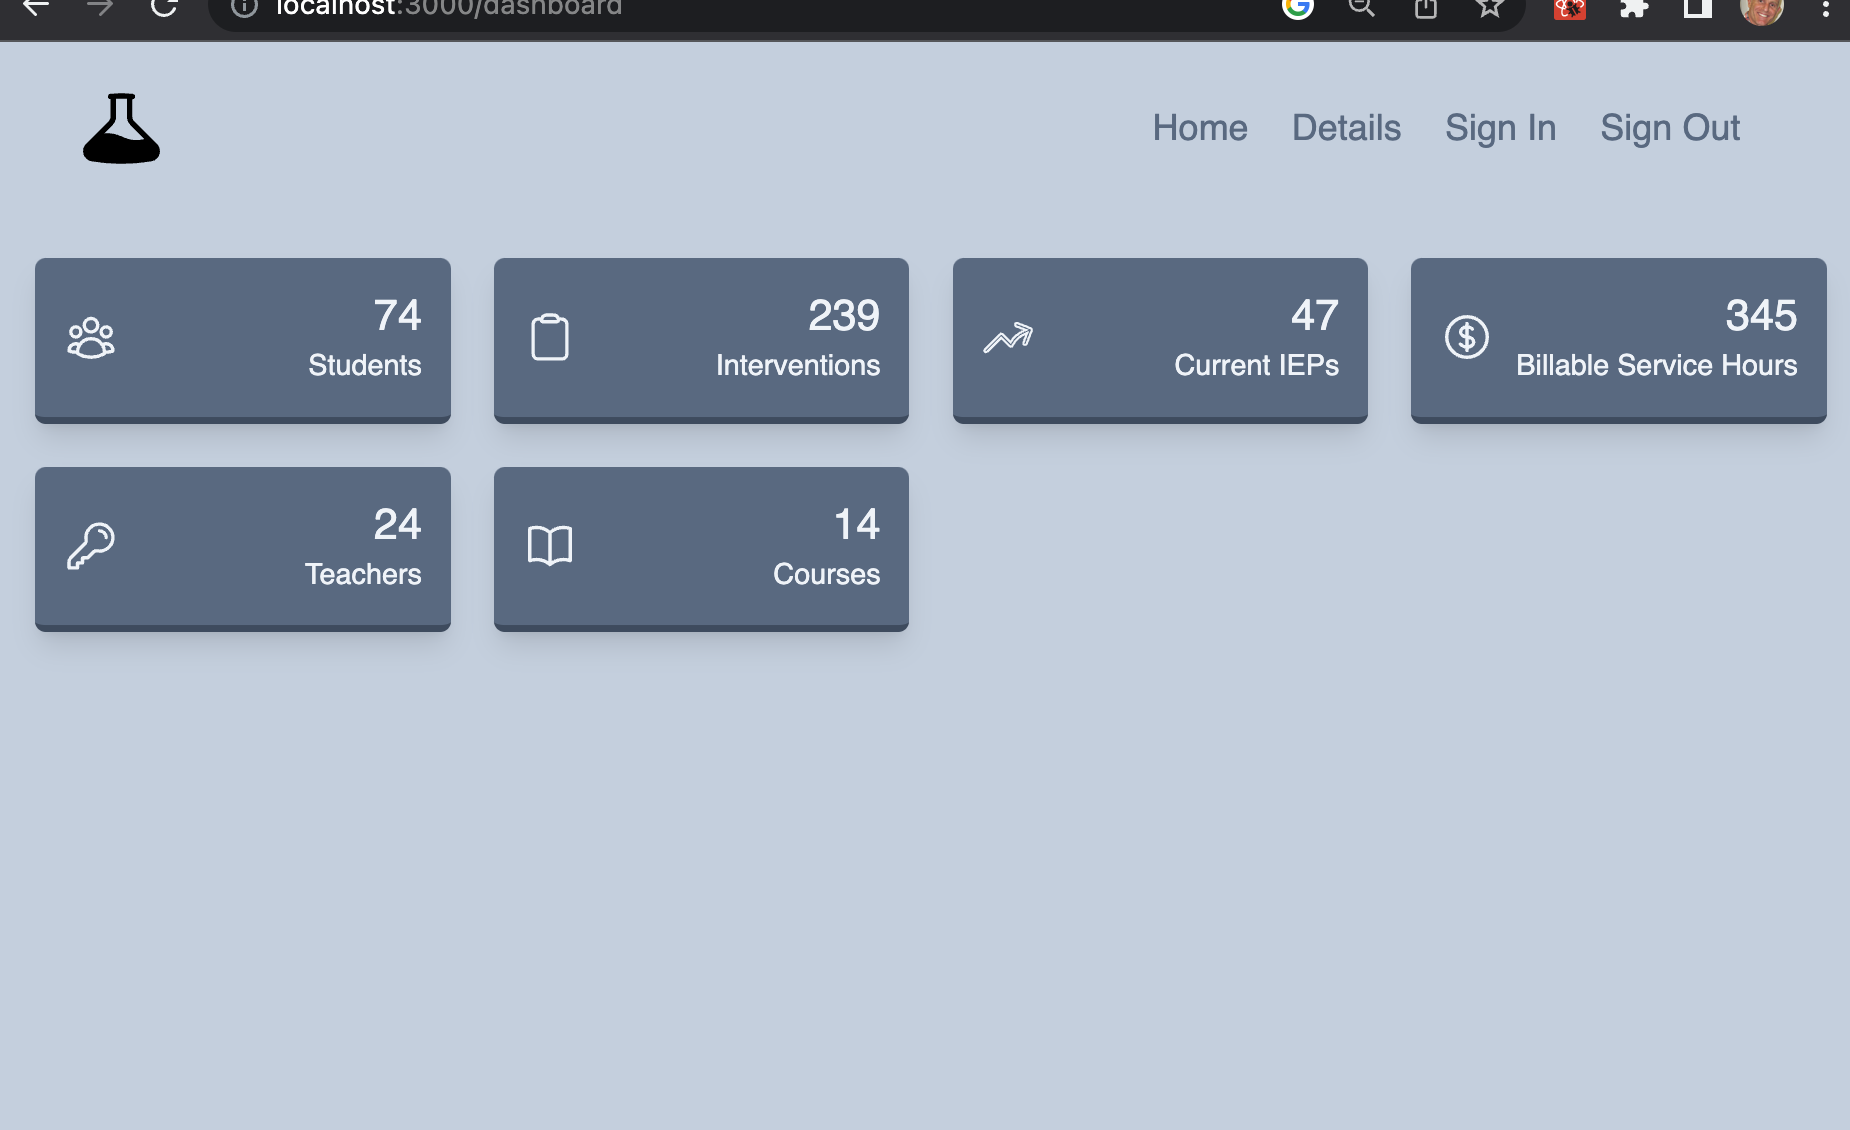 localhost:3000/dashboard
Home Details Sign In Sign Out
74
Students
239
Interventions
47
Current IEPs
345
Billable Service Hours
24
Teachers
14
Courses